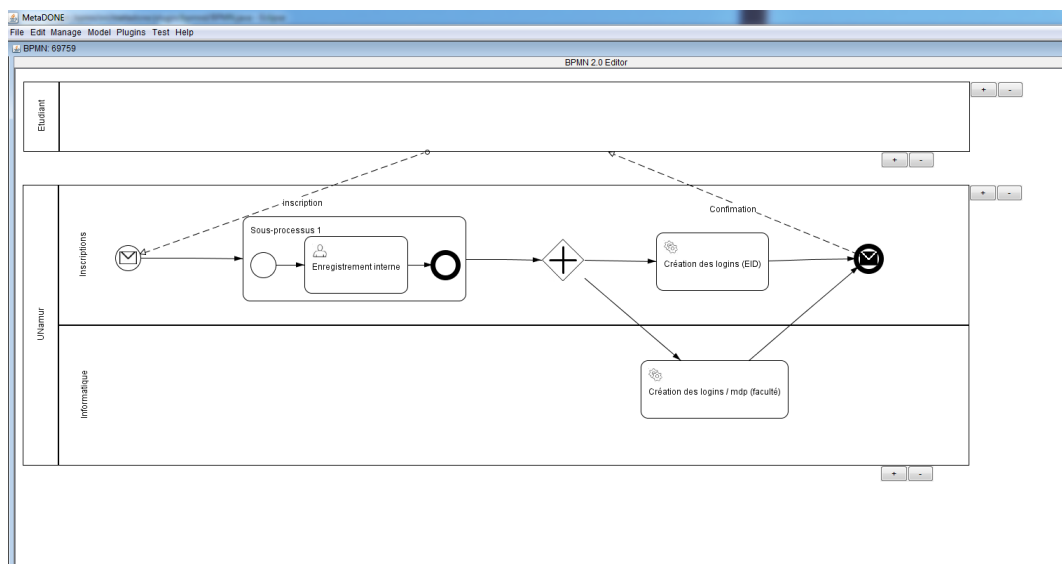 MetaDONE
File Edit Manage Model Plugins Test Help
BPMN: 69759
BPMN 2.0 Editor
Etudiant
+ -
+ -
UNamur
Inscriptions
inscription
Sous-processus 1
Enregistrement interne
Création des logins (EID)
Confimation
+ -
Informatique
Création des logins / mdp (faculté)
+ -